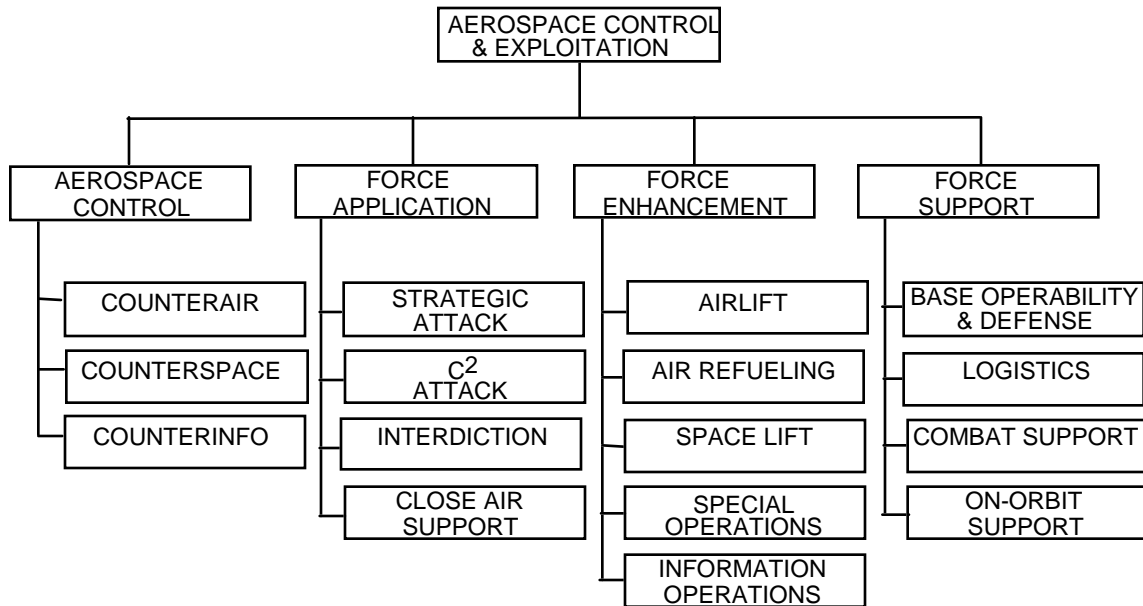 AEROSPACE CONTROL
& EXPLOITATION
AEROSPACE
CONTROL
FORCE
APPLICATION
FORCE
ENHANCEMENT
FORCE
SUPPORT
COUNTERAIR
COUNTERSPACE
COUNTERINFO
STRATEGIC
ATTACK
C²
ATTACK
INTERDICTION
CLOSE AIR
SUPPORT
AIRLIFT
AIR REFUELING
SPACE LIFT
SPECIAL
OPERATIONS
INFORMATION
OPERATIONS
BASE OPERABILITY
& DEFENSE
LOGISTICS
COMBAT SUPPORT
ON-ORBIT
SUPPORT